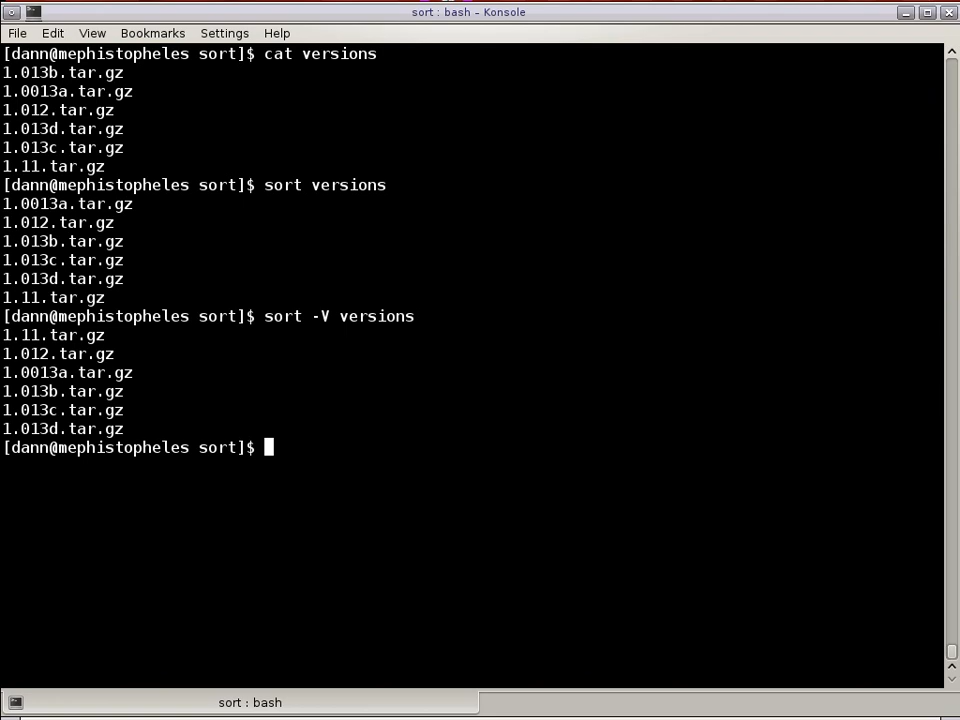 sort : bash – Konsole
File Edit View Bookmarks Settings Help
[dann@mephistopheles sort]$ cat versions
1.013b.tar.gz
1.0013a.tar.gz
1.012.tar.gz
1.013d.tar.gz
1.013c.tar.gz
1.11.tar.gz
[dann@mephistopheles sort]$ sort versions
1.0013a.tar.gz
1.012.tar.gz
1.013b.tar.gz
1.013c.tar.gz
1.013d.tar.gz
1.11.tar.gz
[dann@mephistopheles sort]$ sort -V versions
1.11.tar.gz
1.012.tar.gz
1.0013a.tar.gz
1.013b.tar.gz
1.013c.tar.gz
1.013d.tar.gz
[dann@mephistopheles sort]$
sort : bash